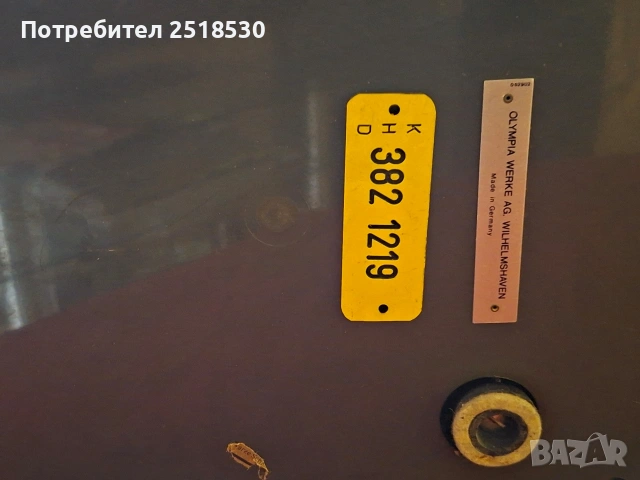 Потребител 2518530
K
H
D
382 1219
OLYMPIA WERKE AG. WILHELMSHAVEN
Made in Germany
BAZAR